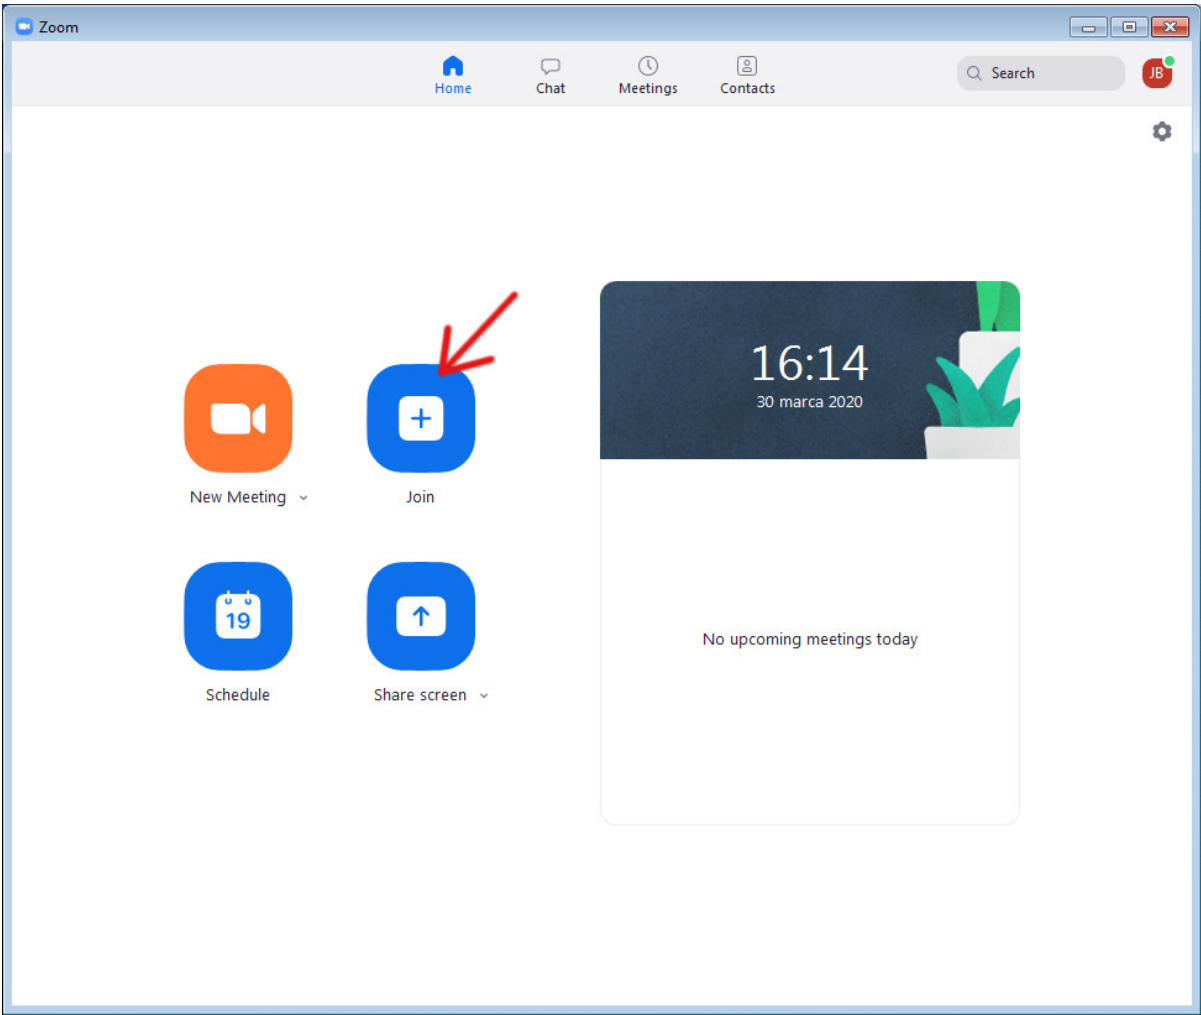 Zoom
Home
Chat
Meetings
Contacts
Search
JB
16:14
30 marca 2020
New Meeting
Join
19
Schedule
Share screen
No upcoming meetings today